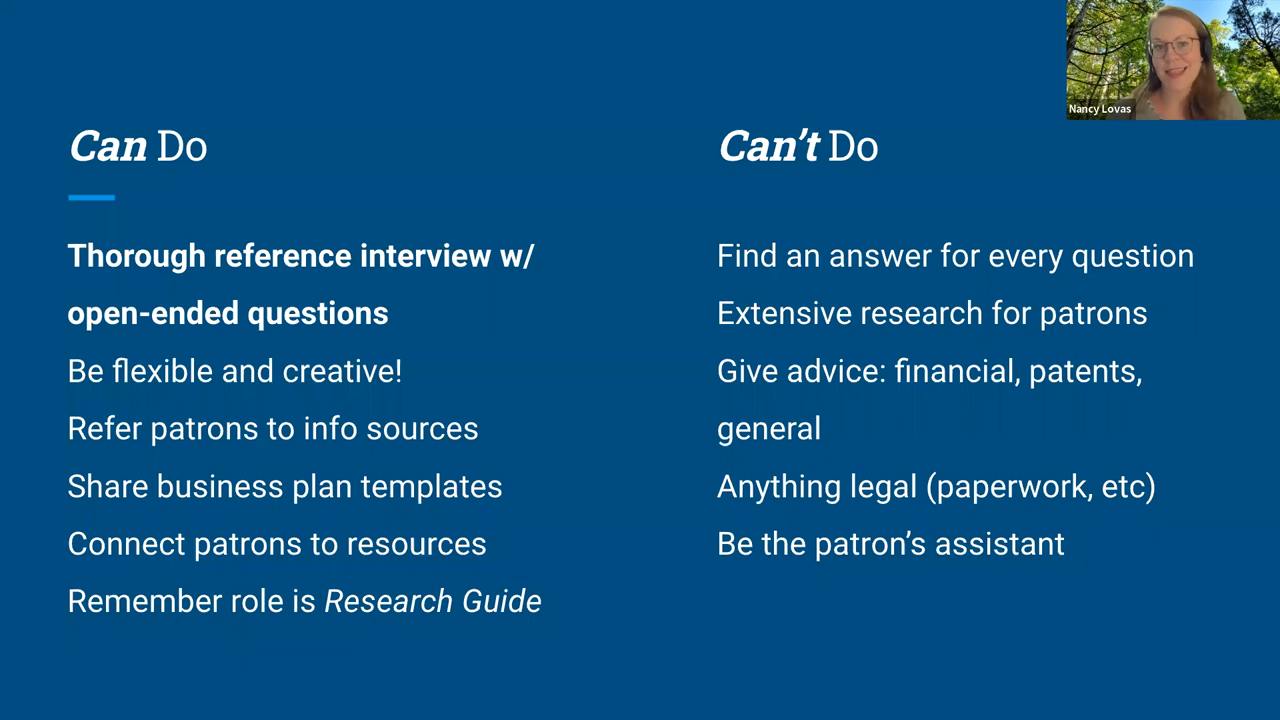 Nancy Lovas
Can Do
Thorough reference interview w/
open-ended questions
Be flexible and creative!
Refer patrons to info sources
Share business plan templates
Connect patrons to resources
Remember role is Research Guide
Can’t Do
Find an answer for every question
Extensive research for patrons
Give advice: financial, patents,
general
Anything legal (paperwork, etc)
Be the patron’s assistant